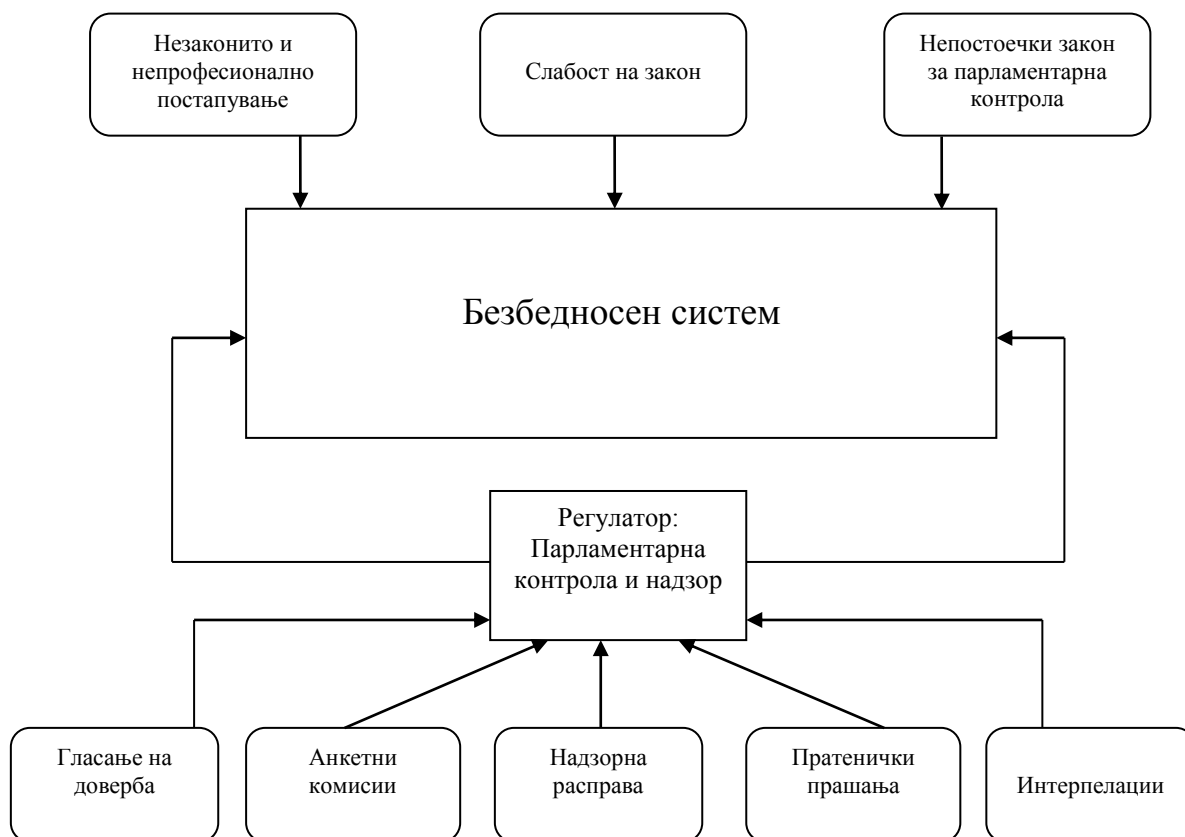 Незаконито и
непрофесионално
постапување
Слабост на закон
Непостоечки закон
за парламентарна
контрола
Безбедносен систем
Регулатор:
Парламентарна
контрола и надзор
Гласање на
доверба
Анкетни
комисии
Надзорна
расправа
Пратенички
прашања
Интерпелации